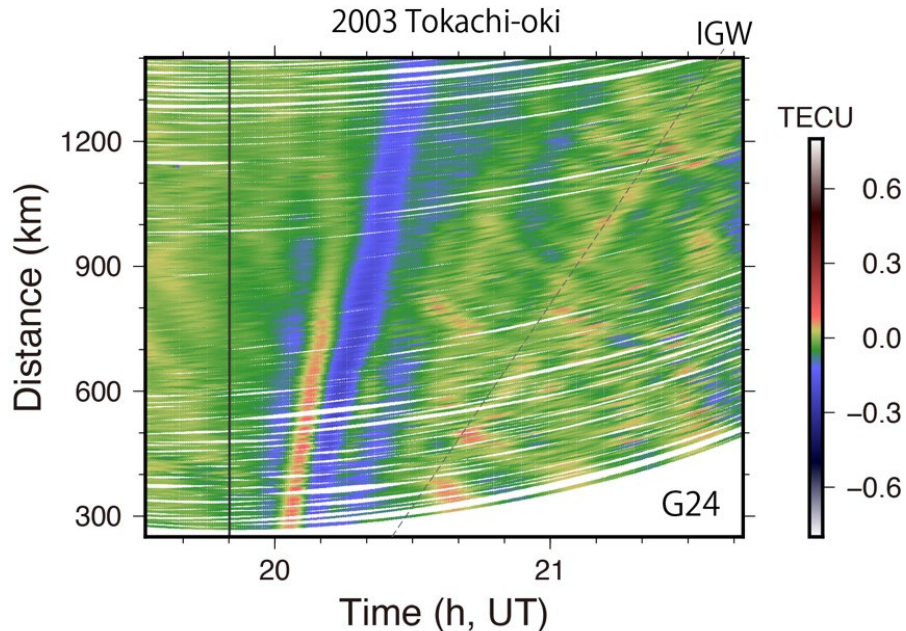 2003 Tokachi-oki
IGW
TECU
1200
900
600
300
Distance (km)
0.6
0.3
0.0
−0.3
−0.6
G24
20
21
Time (h, UT)